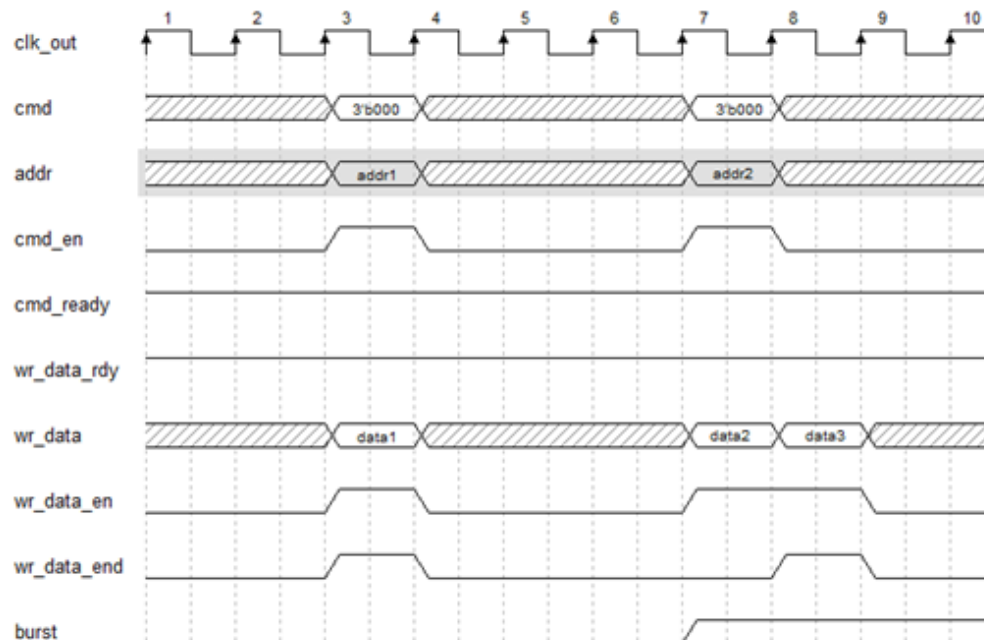 1 2 3 4 5 6 7 8 9 10
clk_out
cmd 3'b000 3'b000
addr addr1 addr2
cmd_en
cmd_ready
wr_data_rdy
wr_data data1 data2 data3
wr_data_en
wr_data_end
burst